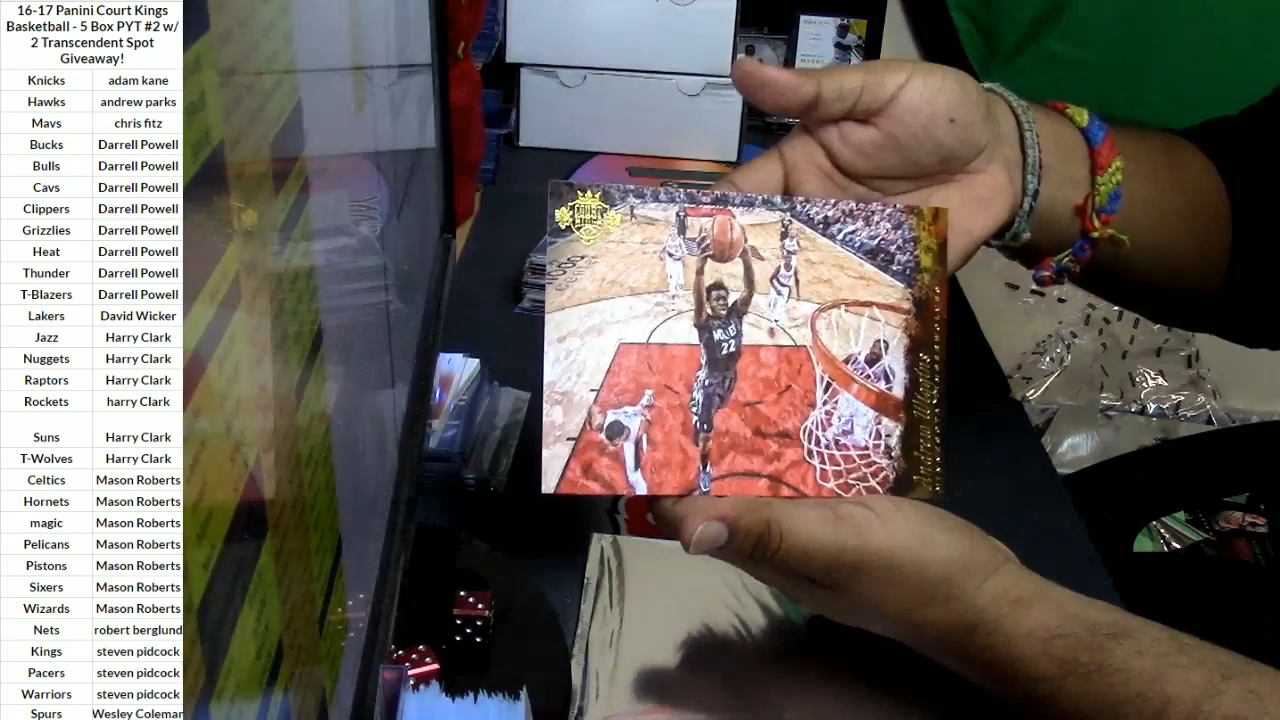 16-17 Panini Court Kings
Basketball - 5 Box PYT #2 w/
2 Transcendent Spot
Giveaway!
Knicks adam kane
Hawks andrew parks
Mavs chris fitz
Bucks Darrell Powell
Bulls Darrell Powell
Cavs Darrell Powell
Clippers Darrell Powell
Grizzlies Darrell Powell
Heat Darrell Powell
Thunder Darrell Powell
T-Blazers Darrell Powell
Lakers David Wicker
Jazz Harry Clark
Nuggets Harry Clark
Raptors Harry Clark
Rockets harry Clark
Suns Harry Clark
T-Wolves Harry Clark
Celtics Mason Roberts
Hornets Mason Roberts
magic Mason Roberts
Pelicans Mason Roberts
Pistons Mason Roberts
Sixers Mason Roberts
Wizards Mason Roberts
Nets robert berglund
Kings steven pidcock
Pacers steven pidcock
Warriors steven pidcock
Spurs Wesley Coleman
COURT
KINGS
WOLVES
22
Andrew Wiggins